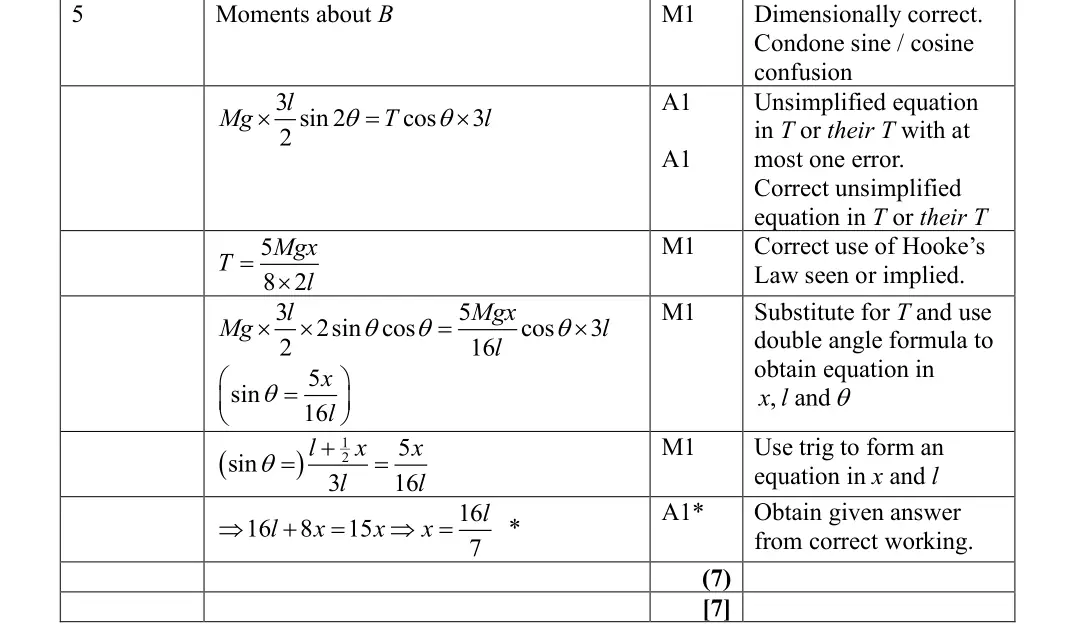 5 Moments about B M1 Dimensionally correct.
Condone sine / cosine
confusion
Mg × 3l/2 sin 2θ = T cos θ × 3l A1 Unsimplified equation
in T or their T with at
A1 most one error.
Correct unsimplified
equation in T or their T
T = 5Mgx/(8 × 2l) M1 Correct use of Hooke’s
Law seen or implied.
Mg × 3l/2 × 2 sin θ cos θ = 5Mgx/16l cos θ × 3l M1 Substitute for T and use
double angle formula to
(sin θ = 5x/16l) obtain equation in
x, l and θ
(sin θ =) (l + ½x)/3l = 5x/16l M1 Use trig to form an
equation in x and l
⇒ 16l + 8x = 15x ⇒ x = 16l/7 * A1* Obtain given answer
from correct working.
(7)
[7]